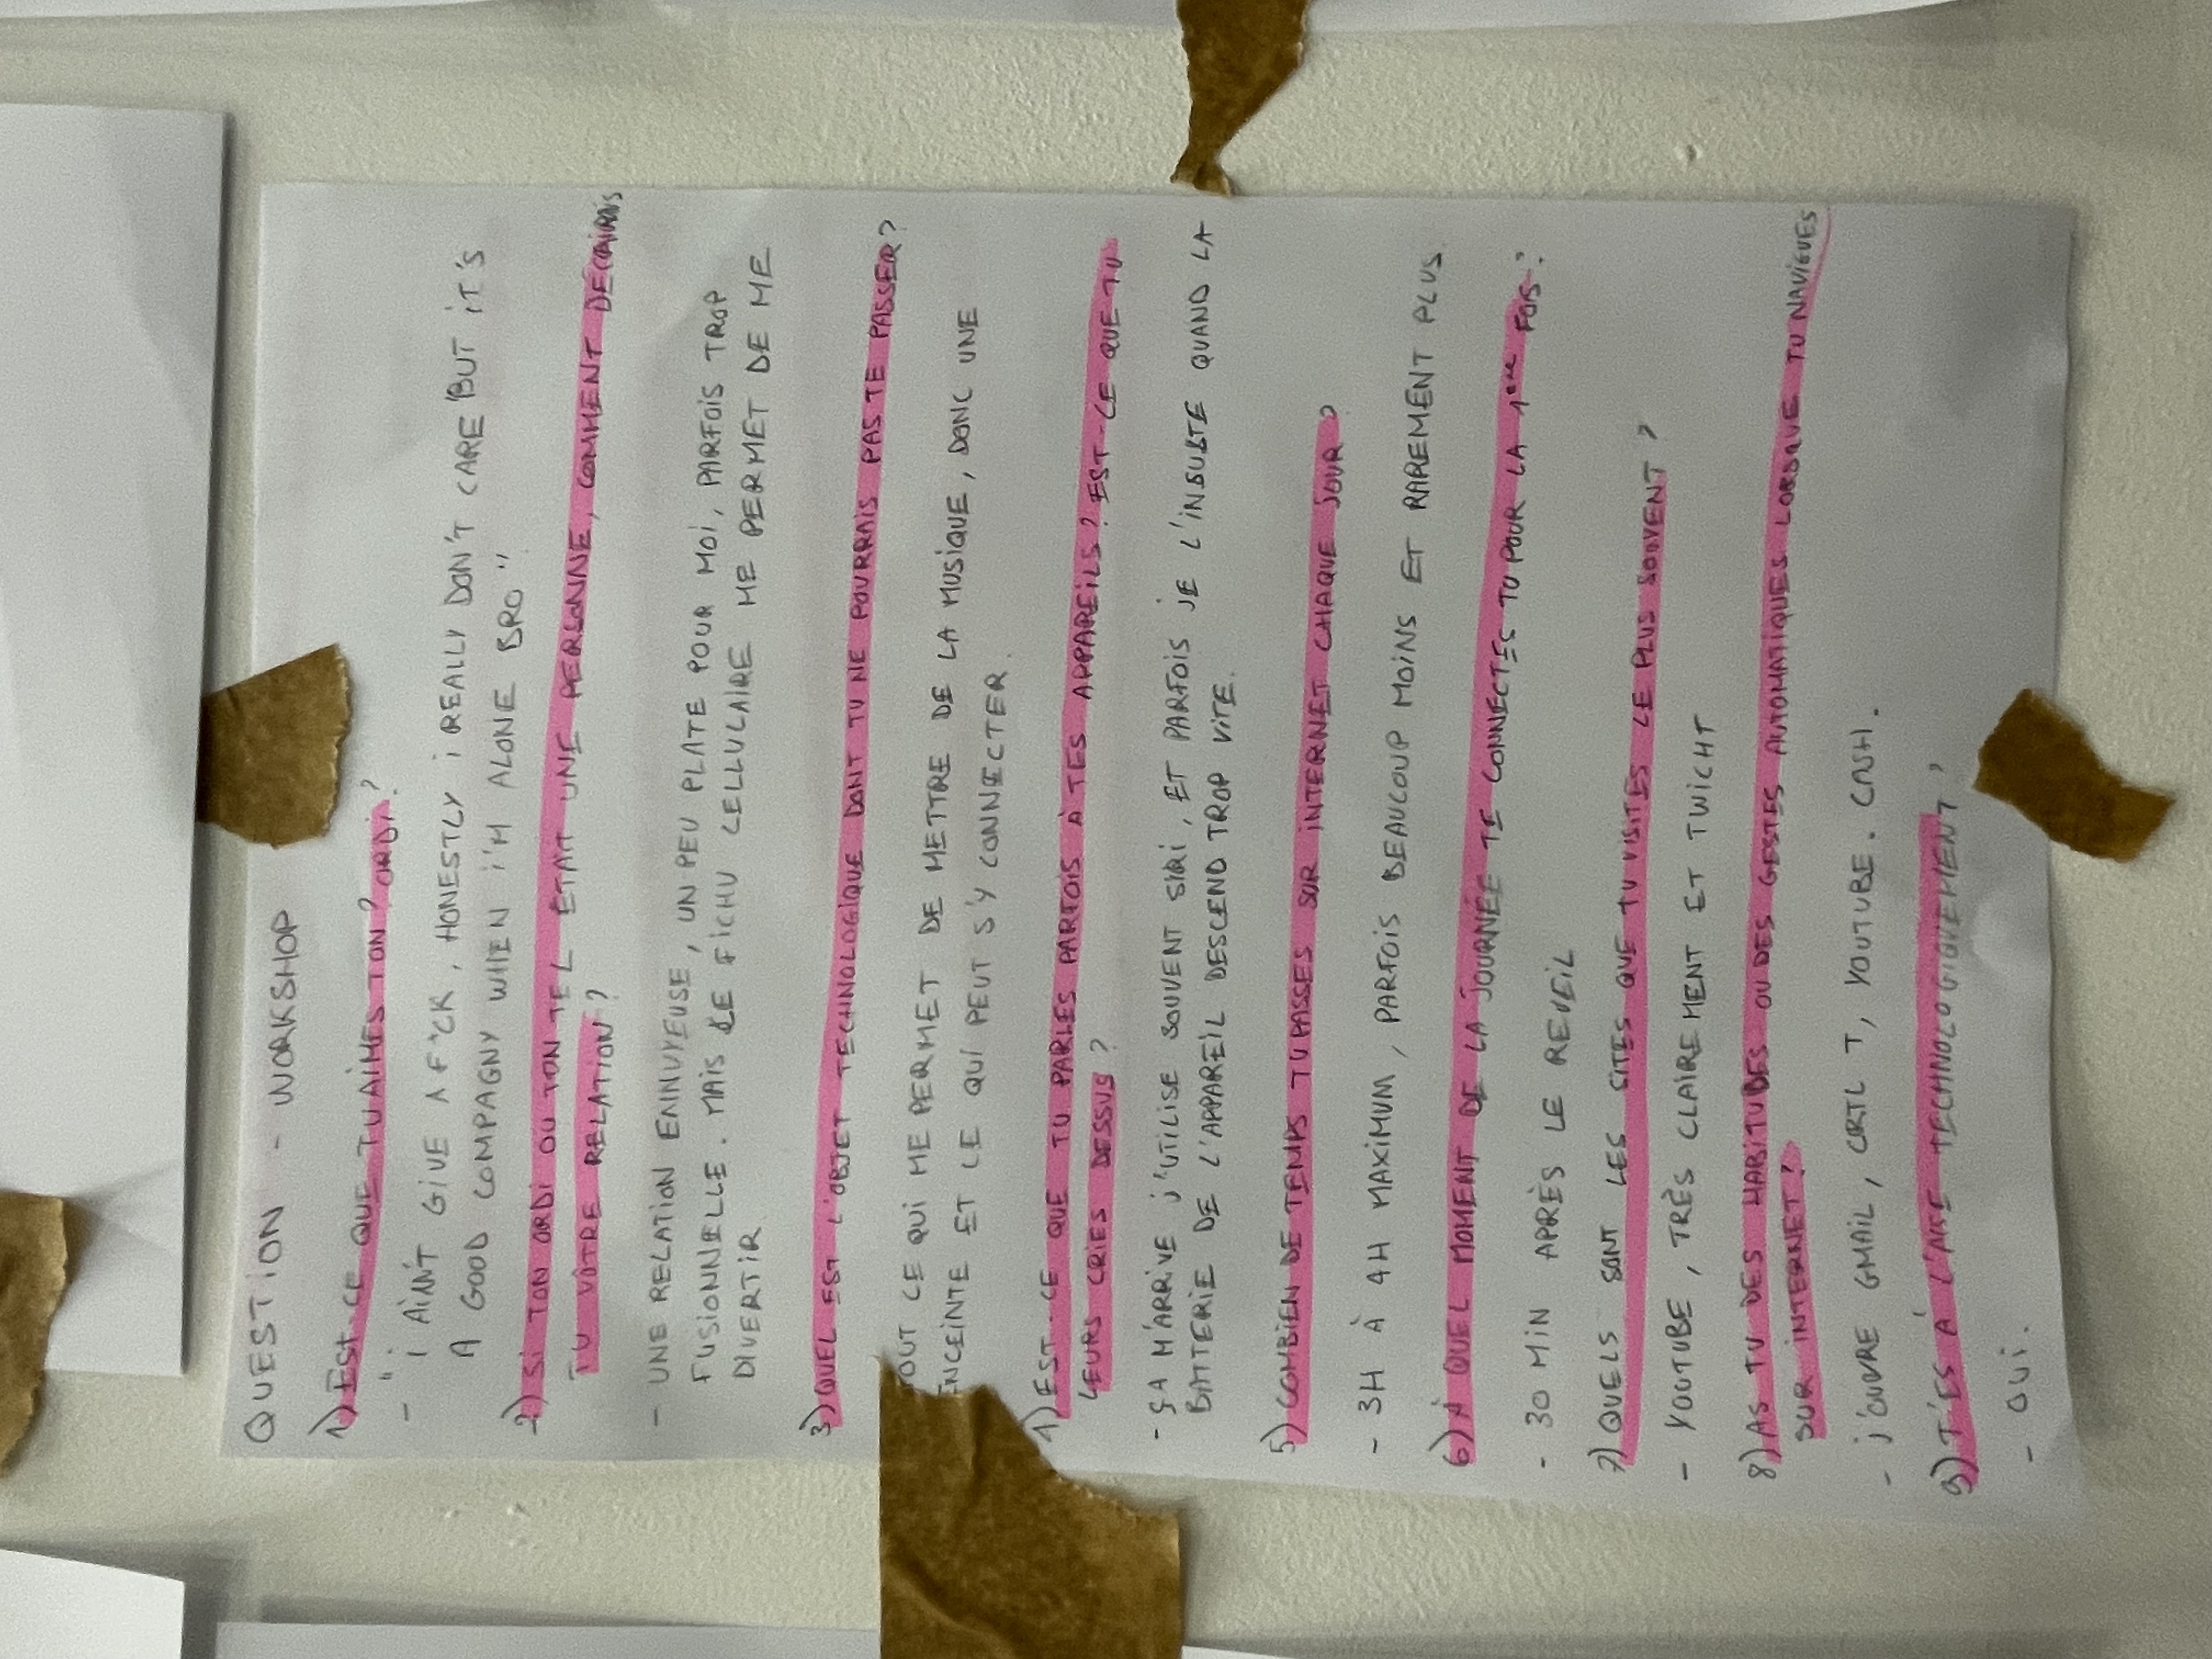 QUESTION - WORKSHOP
1) EST-CE QUE TU AIMES TON ? ORDI ?
- "I AIN'T GIVE A F*CK, HONESTLY I REALLY DON'T CARE BUT IT'S
A GOOD COMPAGNY WHEN I'M ALONE BRO"
2) SI TON ORDI OU TON TEL ÉTAIT UNE PERSONNE, COMMENT DÉCRIRAIS
TU VÔTRE RELATION ?
- UNE RELATION ENNUYEUSE, UN PEU PLATE POUR MOI, PARFOIS TROP
FUSIONNELLE. MAIS CE FICHU CELLULAIRE ME PERMET DE ME
DIVERTIR
3) QUEL EST L'OBJET TECHNOLOGIQUE DONT TU NE POURRAIS PAS TE PASSER ?
TOUT CE QUI ME PERMET DE METTRE DE LA MUSIQUE, DONC UNE
ENCEINTE ET CE QUI PEUT S'Y CONNECTER.
4) EST-CE QUE TU PARLES PARFOIS À TES APPAREILS ? EST-CE QUE TU
LEURS CRIES DESSUS ?
- ÇA M'ARRIVE J'UTILISE SOUVENT SIRI, ET PARFOIS JE L'INSULTE QUAND LA
BATTERIE DE L'APPAREIL DESCEND TROP VITE.
5) COMBIEN DE TEMPS TU PASSES SUR INTERNET CHAQUE JOUR ?
- 3H À 4H MAXIMUM, PARFOIS BEAUCOUP MOINS ET RAREMENT PLUS
6) À QUEL MOMENT DE LA JOURNÉE TE CONNECTES TU POUR LA 1ère FOIS ?
- 30 MIN APRÈS LE REVEIL
7) QUELS SONT LES SITES QUE TU VISITES LE PLUS SOUVENT ?
- YOUTUBE, TRÈS CLAIREMENT ET TWICHT
8) AS TU DES HABITUDES OU DES GESTES AUTOMATIQUES LORSQUE TU NAVIGUES
SUR INTERNET ?
- J'OUVRE GMAIL, CRTL T, YOUTUBE. CASH.
9) T'ES À L'AISE TECHNOLOGIQUEMENT ?
- OUI.